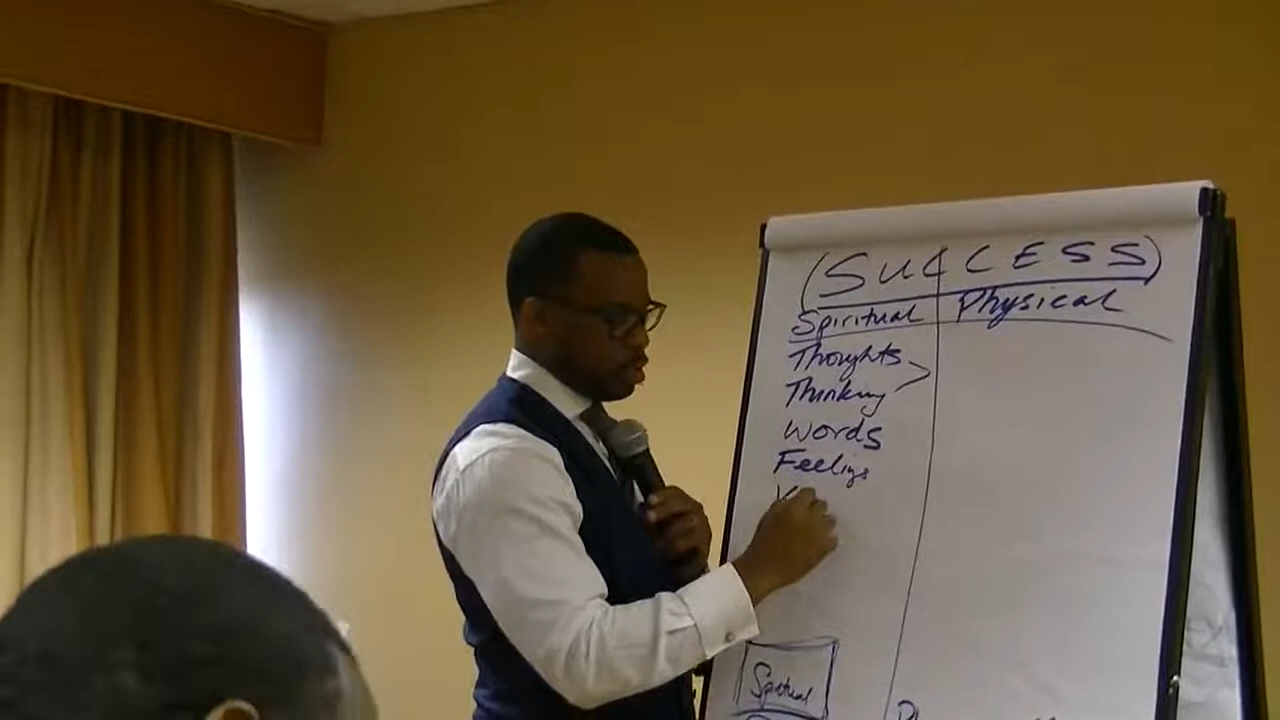 (SUCCESS)
Spiritual Physical
Thoughts
Thinking
Words
Feelings
Spiritual